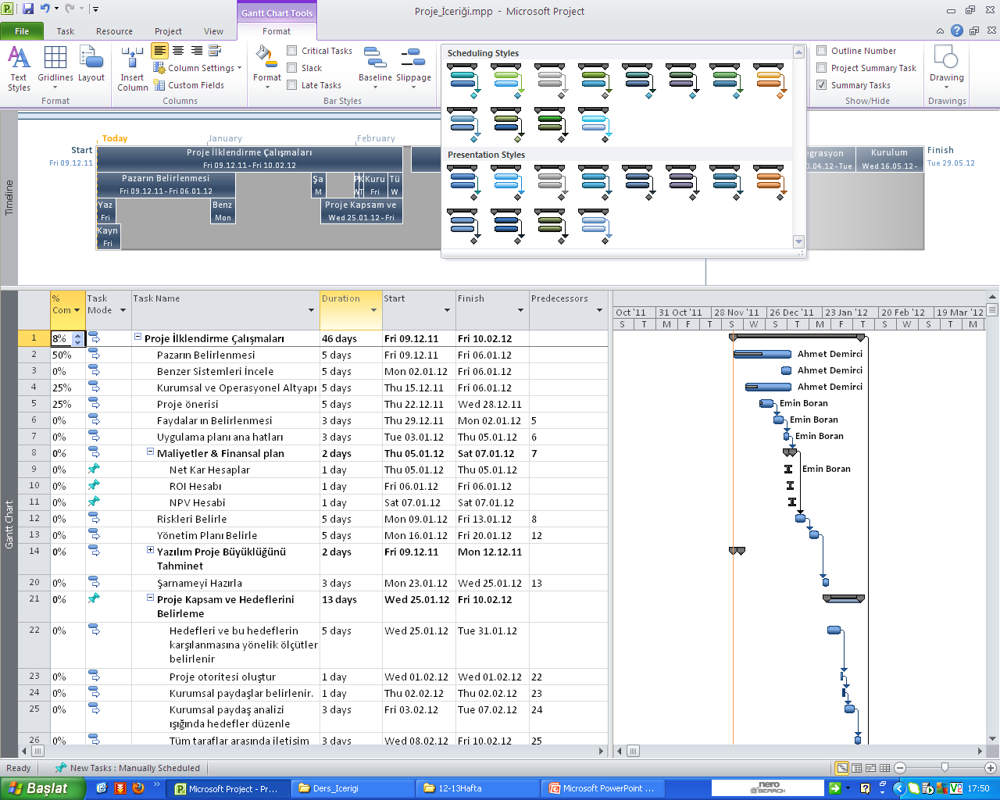 Proje_İceriği.mpp - Microsoft Project
Gantt Chart Tools
File Task Resource Project View Format
Text Styles
Gridlines
Layout
Format
Insert Column
Column Settings
Custom Fields
Columns
Format
Critical Tasks
Slack
Late Tasks
Bar Styles
Baseline
Slippage
Scheduling Styles
Presentation Styles
Outline Number
Project Summary Task
Summary Tasks
Show/Hide
Drawing
Drawings
Timeline
Today
January
February
Start
Fri 09.12.11
Proje İlklendirme Çalışmaları
Fri 09.12.11 - Fri 10.02.12
Pazarın Belirlenmesi
Fri 09.12.11 - Fri 06.01.12
Şa
M
PK
WT
Kuru
Fri
Tü
W
Yaz
Fri
Benz
Mon
Proje Kapsam ve
Wed 25.01.12 - Fri
Kayn
Fri
egrasyon
0.04.12 - Tue
Kurulum
Wed 16.05.12 -
Finish
Tue 29.05.12
Gantt Chart
% Com Task Mode Task Name Duration Start Finish Predecessors
1 8% Proje İlklendirme Çalışmaları 46 days Fri 09.12.11 Fri 10.02.12
2 50% Pazarın Belirlenmesi 5 days Fri 09.12.11 Fri 06.01.12
3 0% Benzer Sistemleri İncele 5 days Mon 02.01.12 Fri 06.01.12
4 25% Kurumsal ve Operasyonel Altyapı 5 days Thu 15.12.11 Fri 06.01.12
5 25% Proje önerisi 5 days Thu 22.12.11 Wed 28.12.11
6 0% Faydalar ın Belirlenmesi 3 days Thu 29.12.11 Mon 02.01.12 5
7 0% Uygulama planı ana hatları 3 days Tue 03.01.12 Thu 05.01.12 6
8 0% Maliyetler & Finansal plan 2 days Thu 05.01.12 Sat 07.01.12 7
9 0% Net Kar Hesaplar 1 day Thu 05.01.12 Thu 05.01.12
10 0% ROI Hesabı 1 day Fri 06.01.12 Fri 06.01.12
11 0% NPV Hesabi 1 day Sat 07.01.12 Sat 07.01.12
12 0% Riskleri Belirle 5 days Mon 09.01.12 Fri 13.01.12 8
13 0% Yönetim Planı Belirle 5 days Mon 16.01.12 Fri 20.01.12 12
14 0% Yazılım Proje Büyüklüğünü Tahminet 2 days Fri 09.12.11 Mon 12.12.11
20 0% Şarnameyi Hazırla 3 days Mon 23.01.12 Wed 25.01.12 13
21 0% Proje Kapsam ve Hedeflerini Belirleme 13 days Wed 25.01.12 Fri 10.02.12
22 0% Hedefleri ve bu hedeflerin karşılanmasına yönelik ölçütler belirlenir 5 days Wed 25.01.12 Tue 31.01.12
23 0% Proje otoritesi oluştur 1 day Wed 01.02.12 Wed 01.02.12 22
24 0% Kurumsal paydaşlar belirlenir. 1 day Thu 02.02.12 Thu 02.02.12 23
25 0% Kurumsal paydaş analizi ışığında hedefler düzenle 3 days Fri 03.02.12 Tue 07.02.12 24
26 0% Tüm taraflar arasında iletişim 3 days Wed 08.02.12 Fri 10.02.12 25
Oct '11 31 Oct '11 28 Nov '11 26 Dec '11 23 Jan '12 20 Feb '12 19 Mar '12
S T M F T S W S T M F T S W S T M
Ahmet Demirci
Ahmet Demirci
Ahmet Demirci
Emin Boran
Emin Boran
Emin Boran
Emin Boran
Ready New Tasks : Manually Scheduled
Başlat
Microsoft Project - Pr...
Ders_Icerigi
12-13Hafta
Microsoft PowerPoint ...
nero
SEARCH
17:50